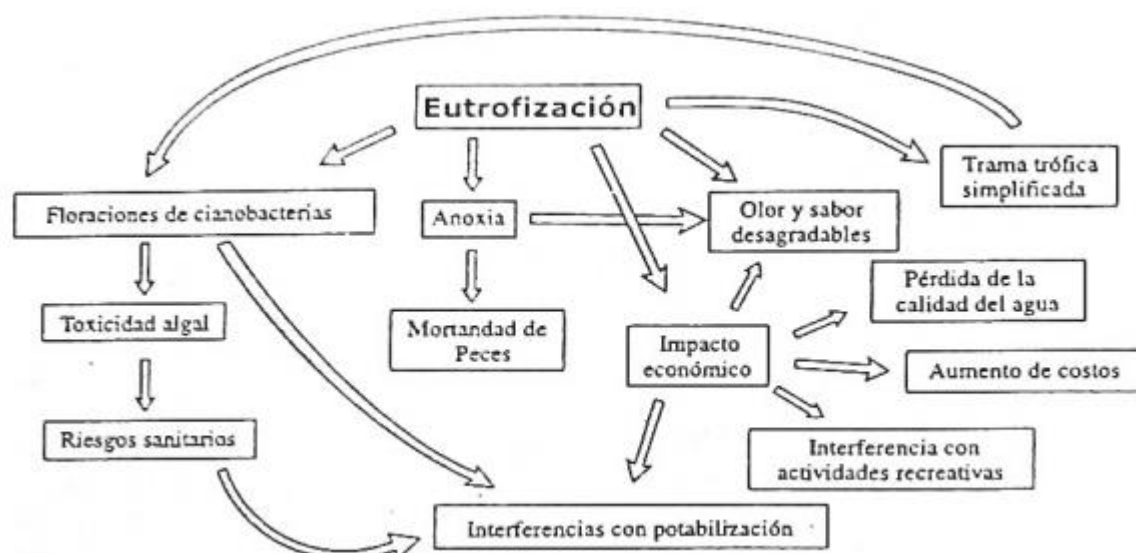 Eutrofización
Trama trófica
simplificada
Floraciones de cianobacterias
Anoxia
Olor y sabor
desagradables
Pérdida de la
calidad del agua
Toxicidad algal
Mortandad de
Peces
Impacto
económico
Aumento de costos
Riesgos sanitarios
Interferencia con
actividades recreativas
Interferencias con potabilización